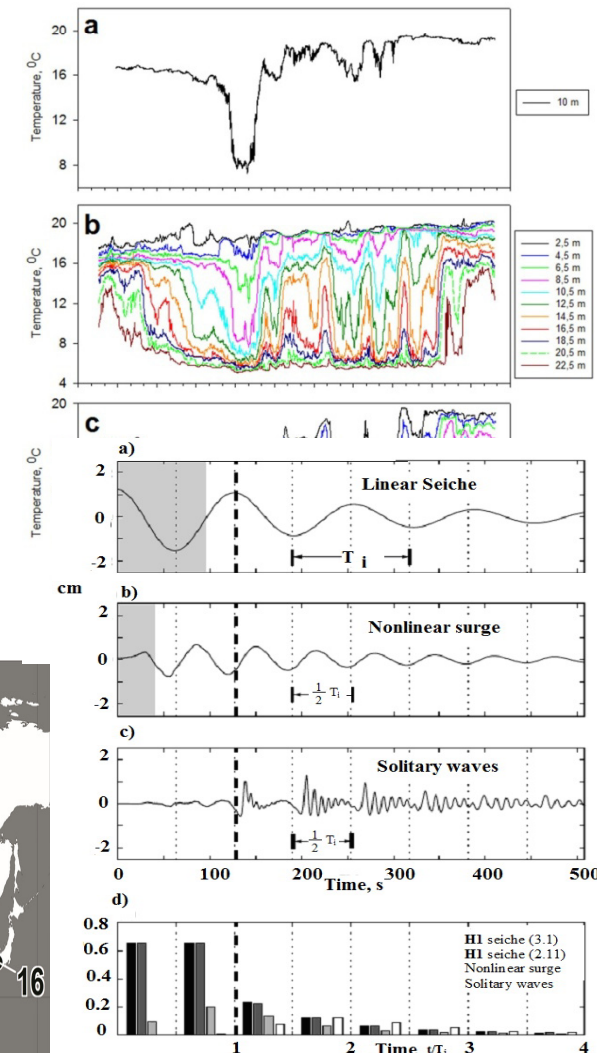 a
20
16
12
8
Temperature, ⁰C
10 m
b
20
16
12
8
4
Temperature, ⁰C
2,5 m
4,5 m
6,5 m
8,5 m
10,5 m
12,5 m
14,5 m
16,5 m
18,5 m
20,5 m
22,5 m
c
20
Temperature, ⁰C
a)
2
0
-2
Linear Seiche
T i
cm
b)
2
0
-2
Nonlinear surge
1/2 Ti
c)
2
0
-2
Solitary waves
1/2 Ti
0 100 200 300 400 500
Time, s
d)
0.8
0.6
0.4
0.2
0
H1 seiche (3.1)
H1 seiche (2.11)
Nonlinear surge
Solitary waves
1 2 3 4
Time t/Ti
16